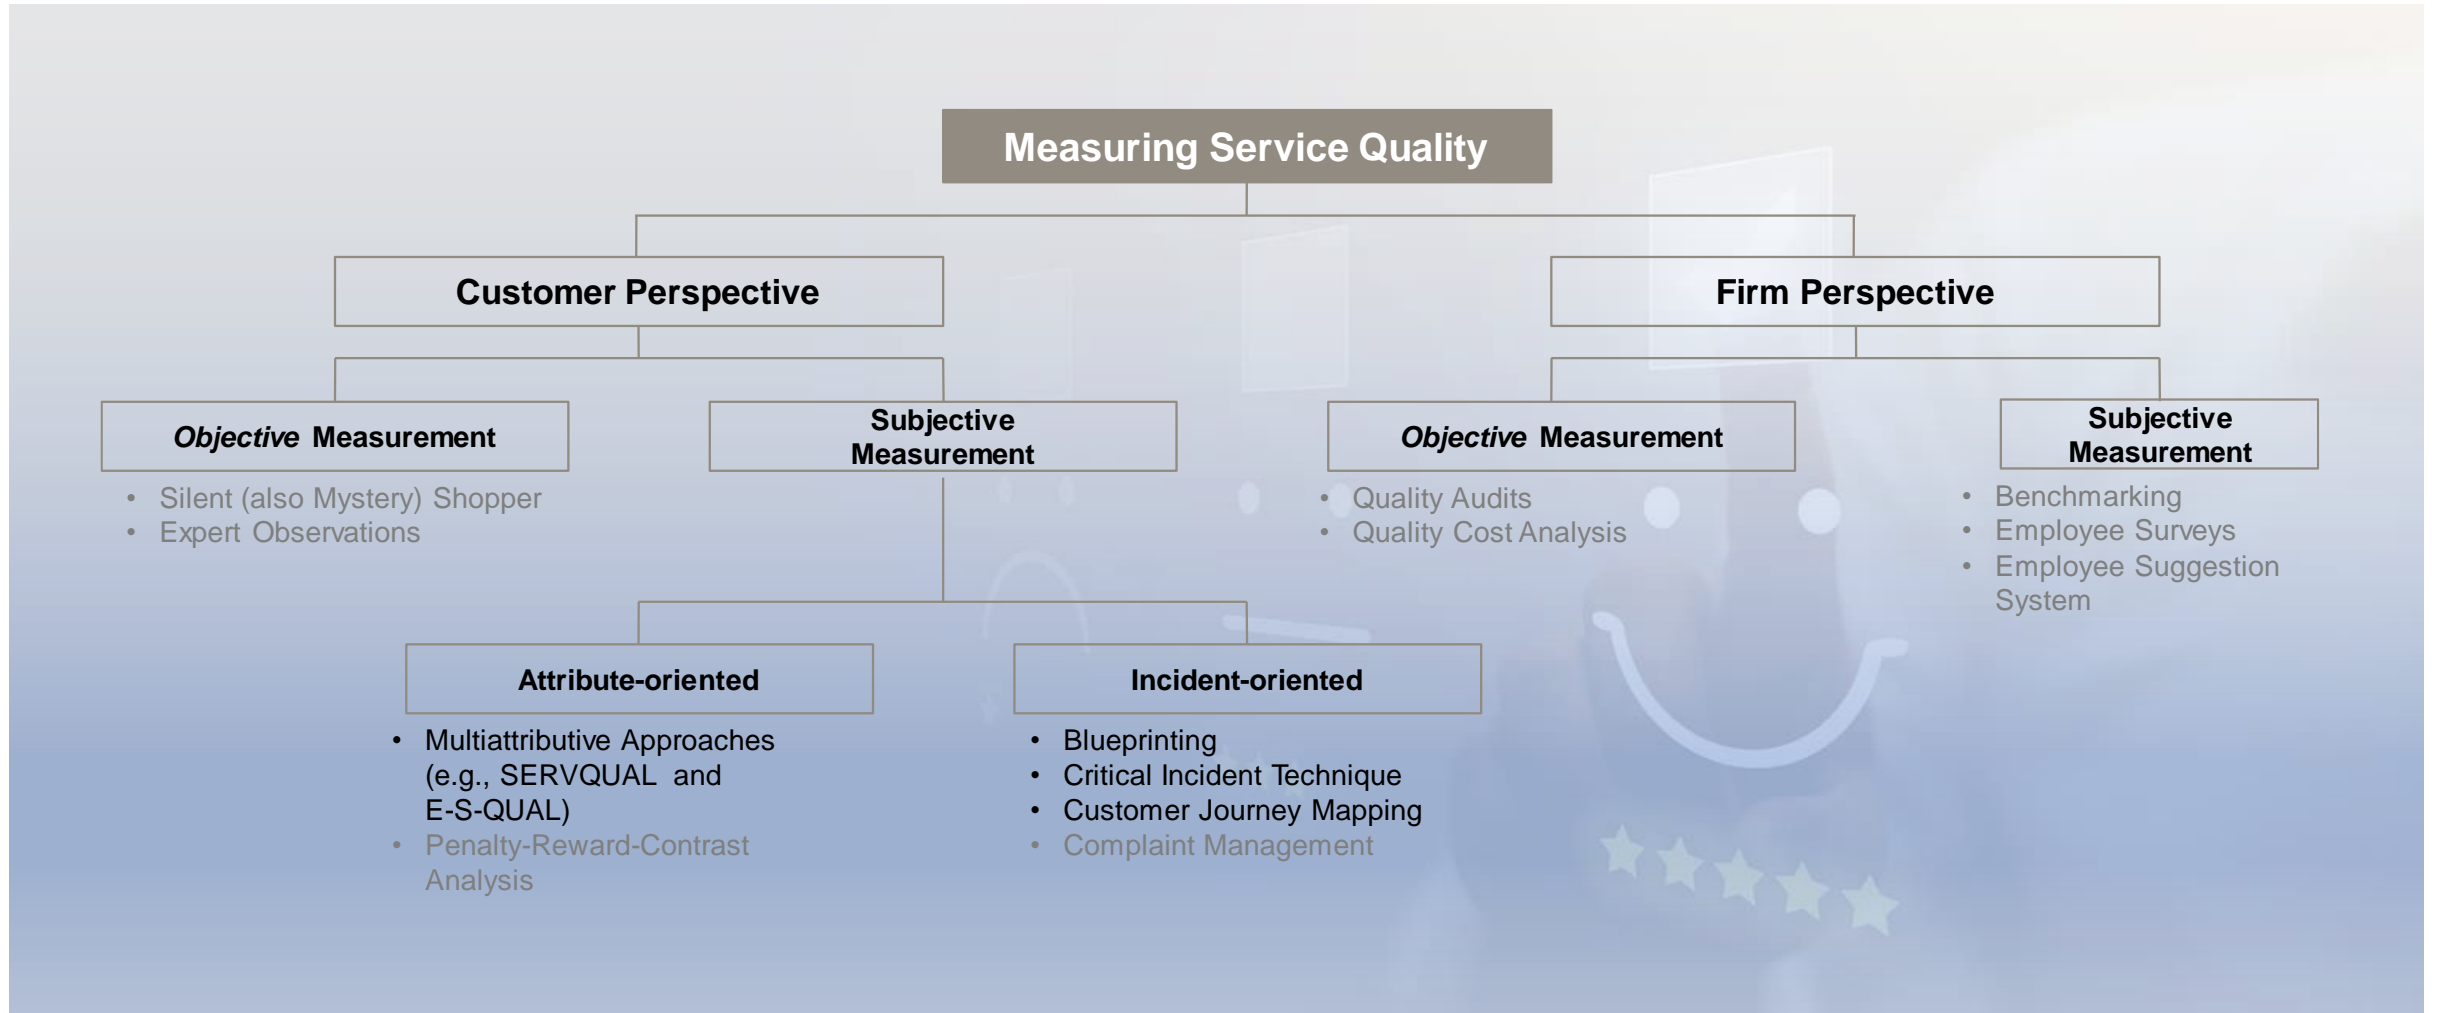 Measuring Service Quality
Customer Perspective
Firm Perspective
Objective Measurement
Subjective
Measurement
Objective Measurement
Subjective
Measurement
• Silent (also Mystery) Shopper
• Expert Observations
• Quality Audits
• Quality Cost Analysis
• Benchmarking
• Employee Surveys
• Employee Suggestion
System
Attribute-oriented
Incident-oriented
• Multiattributive Approaches
(e.g., SERVQUAL and
E-S-QUAL)
• Penalty-Reward-Contrast
Analysis
• Blueprinting
• Critical Incident Technique
• Customer Journey Mapping
• Complaint Management